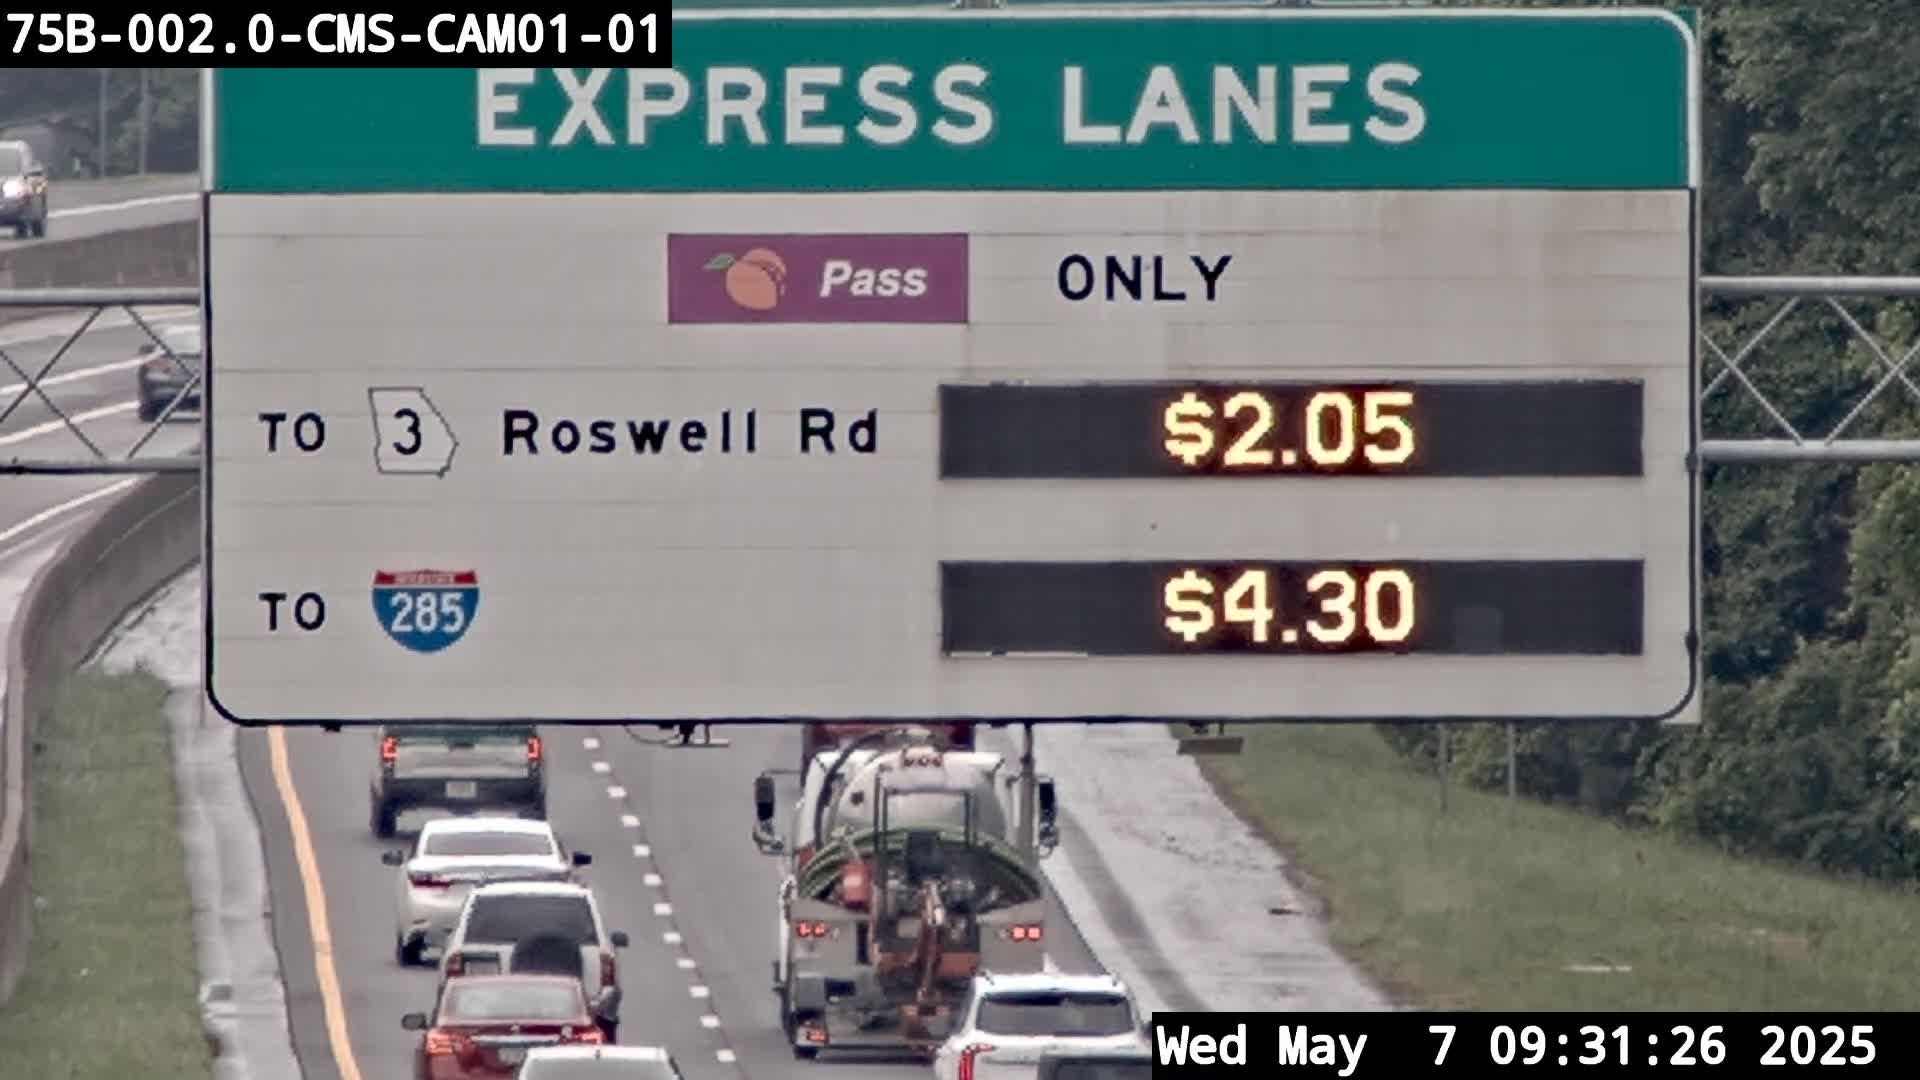 75B-002.0-CMS-CAM01-01
EXPRESS LANES
Pass ONLY
TO 3 Roswell Rd $2.05
TO 285 $4.30
Wed May 7 09:31:26 2025